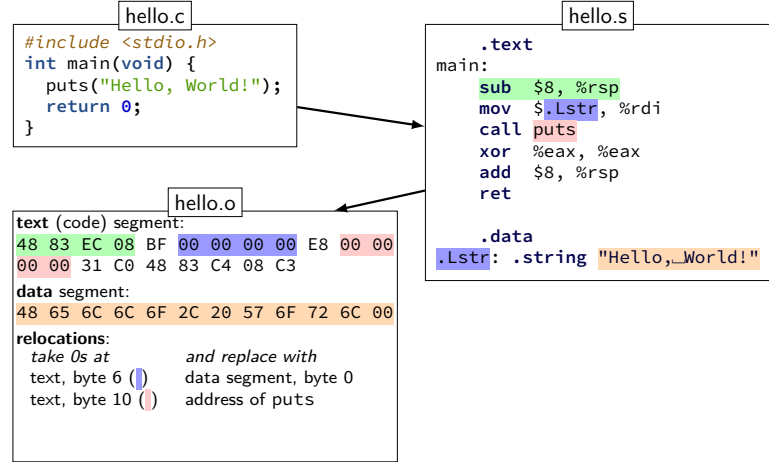 hello.c
#include <stdio.h>
int main(void) {
  puts("Hello, World!");
  return 0;
}
hello.s
.text
main:
sub $8, %rsp
mov $.Lstr, %rdi
call puts
xor %eax, %eax
add $8, %rsp
ret
.data
.Lstr: .string "Hello,␣World!"
hello.o
text (code) segment:
48 83 EC 08 BF 00 00 00 00 E8 00 00
00 00 31 C0 48 83 C4 08 C3
data segment:
48 65 6C 6C 6F 2C 20 57 6F 72 6C 00
relocations:
take 0s at and replace with
text, byte 6 ( ) data segment, byte 0
text, byte 10 ( ) address of puts